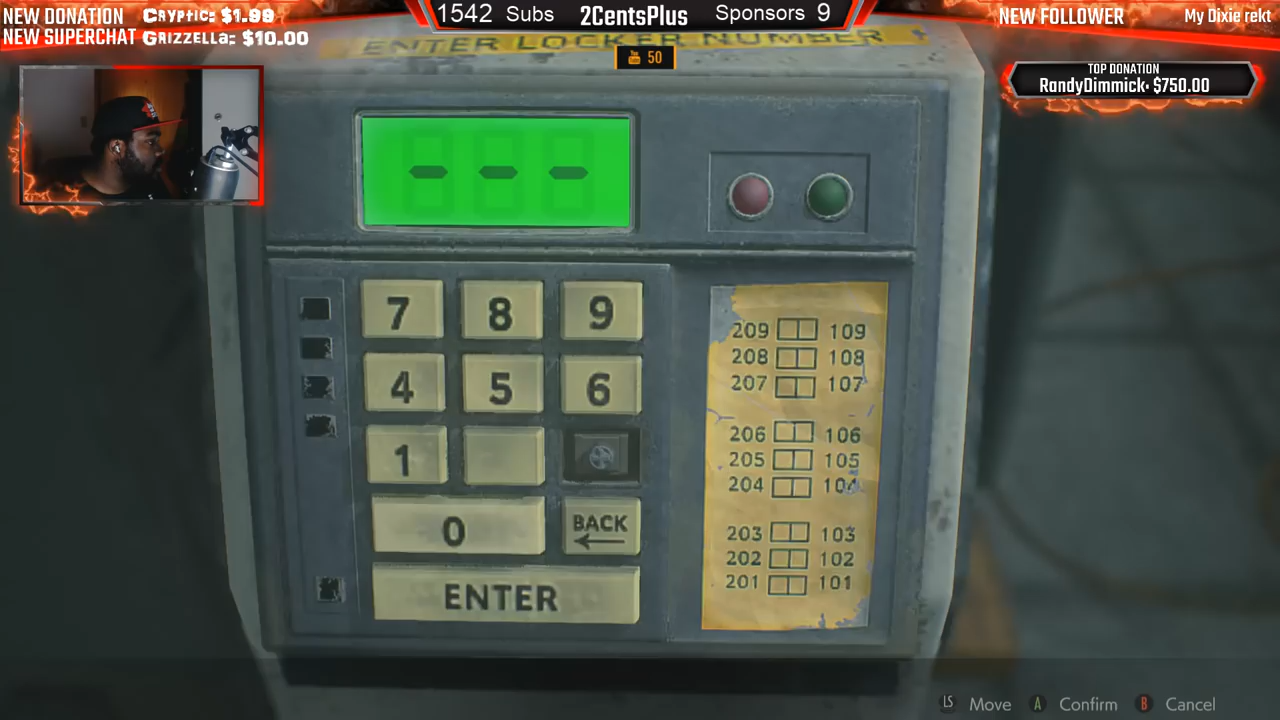 NEW DONATION Cryptic: $1.99
NEW SUPERCHAT Grizzella: $10.00
1542 Subs 2CentsPlus Sponsors 9
NEW FOLLOWER My Dixie rekt
50
TOP DONATION
RandyDimmick: $750.00
ENTER LOCKER NUMBER
- - -
7 8 9
4 5 6
1
0 BACK
ENTER
209 109
208 108
207 107
206 106
205 105
204 104
203 103
202 102
201 101
LS Move A Confirm B Cancel